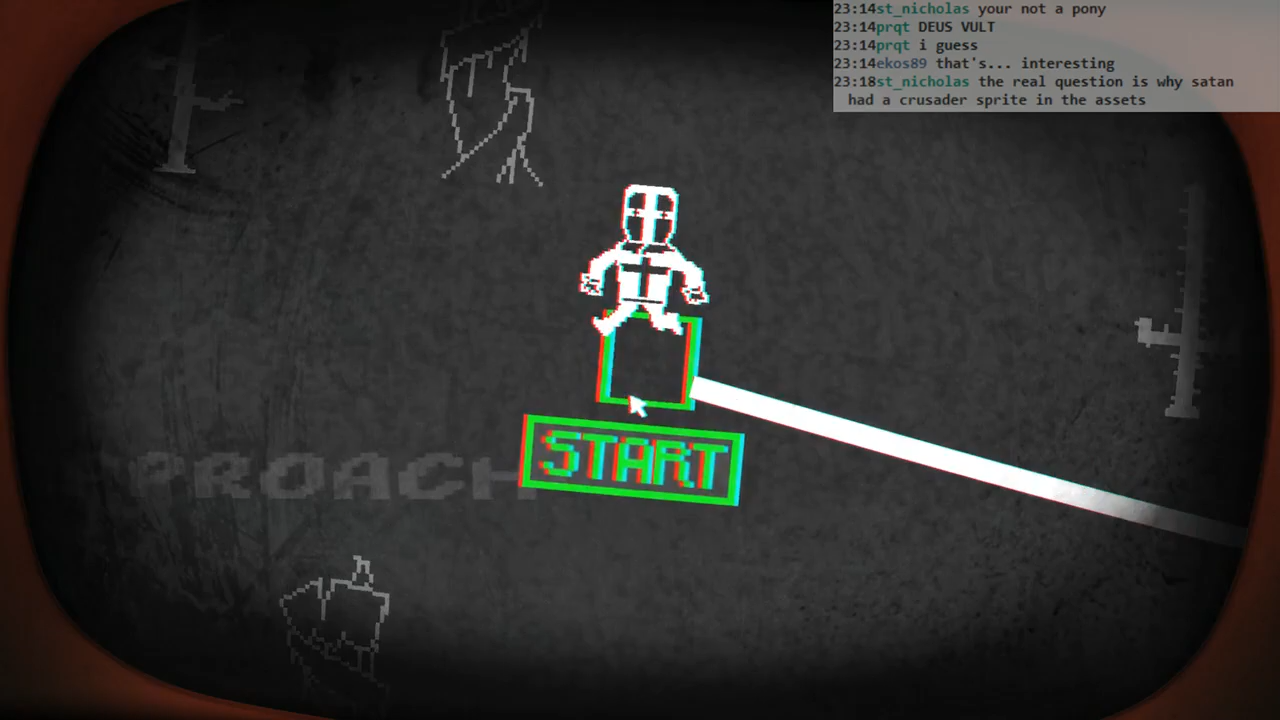 23:14st_nicholas your not a pony
23:14prqt DEUS VULT
23:14prqt i guess
23:14ekos89 that's... interesting
23:18st_nicholas the real question is why satan
had a crusader sprite in the assets
START
PROACH